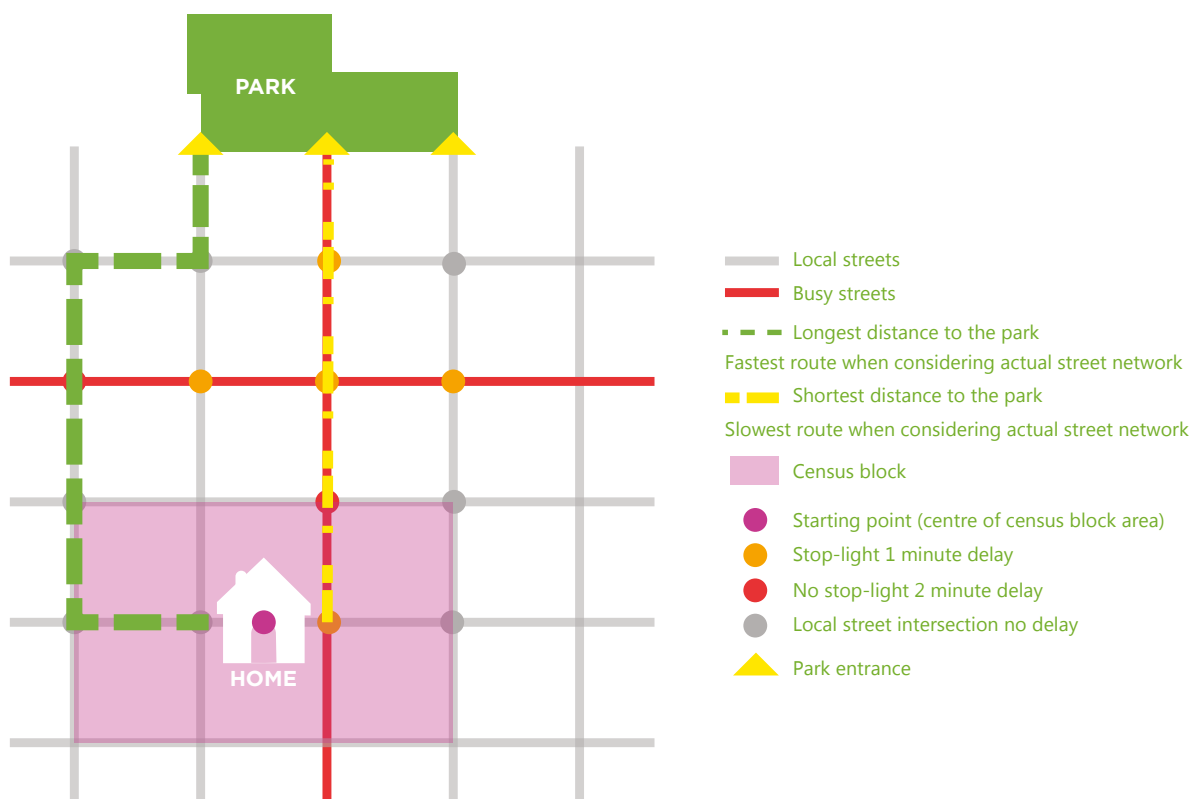 PARK
Local streets
Busy streets
Longest distance to the park
Fastest route when considering actual street network
Shortest distance to the park
Slowest route when considering actual street network
Census block
Starting point (centre of census block area)
Stop-light 1 minute delay
No stop-light 2 minute delay
Local street intersection no delay
Park entrance
HOME